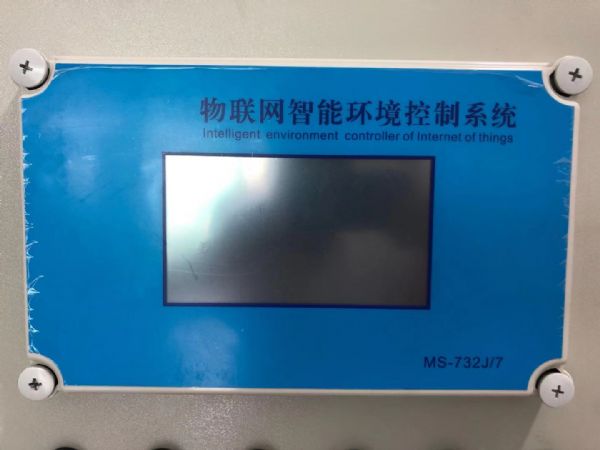 物联网智能环境控制系统
Intelligent environment controller of Internet of things
MS-732J/7